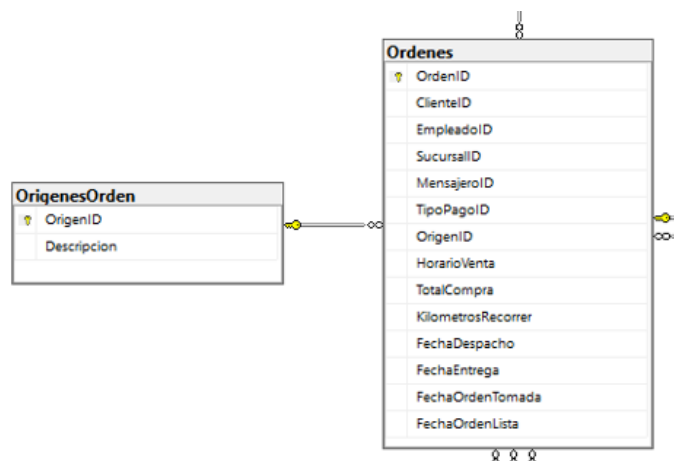 OrigenesOrden
OrigenID
Descripcion
Ordenes
OrdenID
ClienteID
EmpleadoID
SucursalID
MensajeroID
TipoPagoID
OrigenID
HorarioVenta
TotalCompra
KilometrosRecorrer
FechaDespacho
FechaEntrega
FechaOrdenTomada
FechaOrdenLista